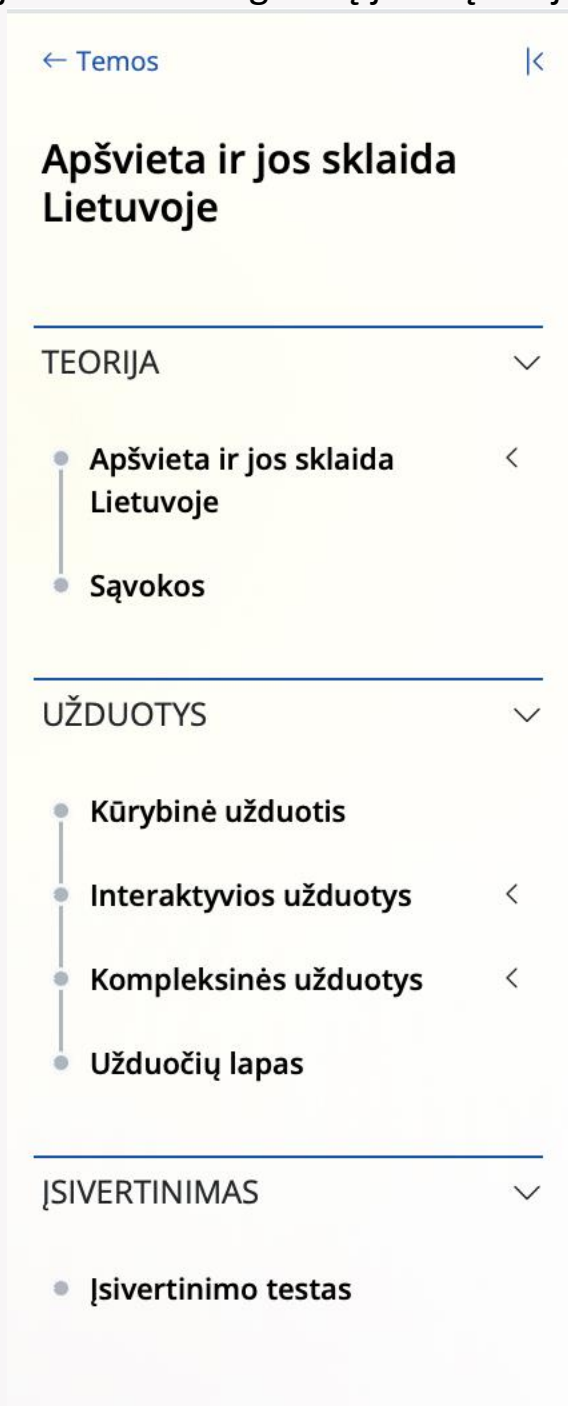 ← Temos
Apšvieta ir jos sklaida
Lietuvoje
TEORIJA
Apšvieta ir jos sklaida
Lietuvoje
Sąvokos
UŽDUOTYS
Kūrybinė užduotis
Interaktyvios užduotys
Kompleksinės užduotys
Užduočių lapas
ĮSIVERTINIMAS
Įsivertinimo testas